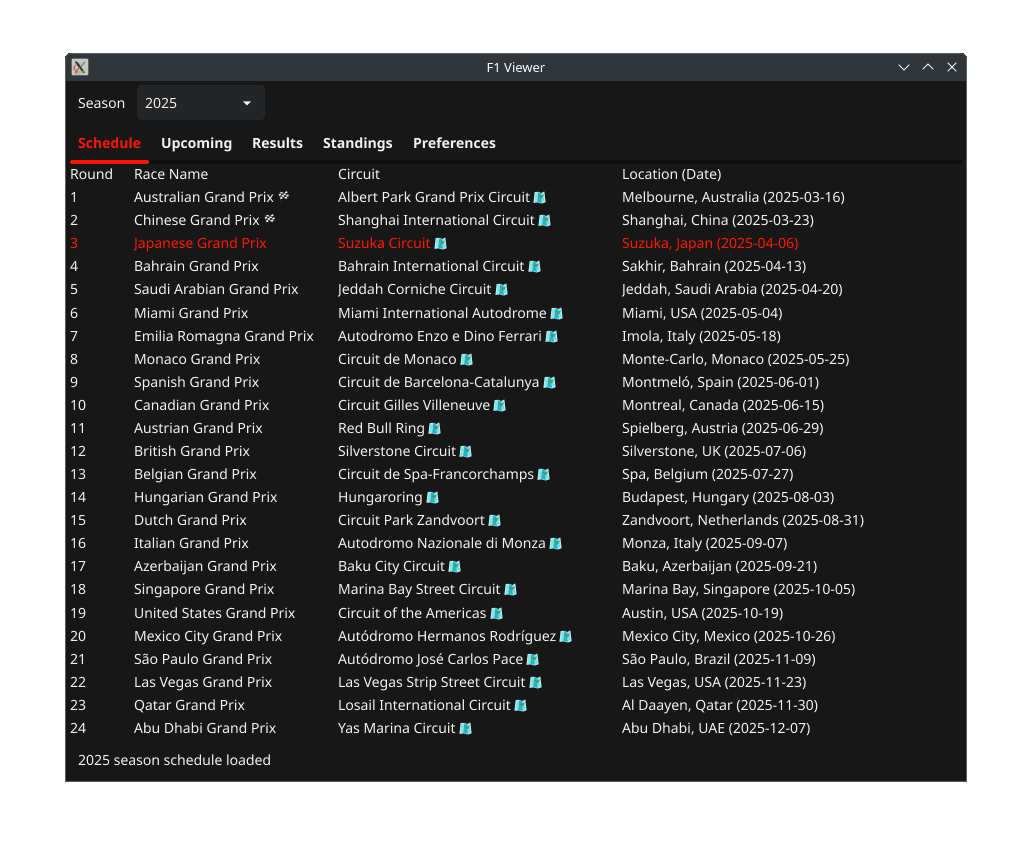 F1 Viewer
Season 2025
Schedule Upcoming Results Standings Preferences
Round Race Name Circuit Location (Date)
1 Australian Grand Prix Albert Park Grand Prix Circuit Melbourne, Australia (2025-03-16)
2 Chinese Grand Prix Shanghai International Circuit Shanghai, China (2025-03-23)
3 Japanese Grand Prix Suzuka Circuit Suzuka, Japan (2025-04-06)
4 Bahrain Grand Prix Bahrain International Circuit Sakhir, Bahrain (2025-04-13)
5 Saudi Arabian Grand Prix Jeddah Corniche Circuit Jeddah, Saudi Arabia (2025-04-20)
6 Miami Grand Prix Miami International Autodrome Miami, USA (2025-05-04)
7 Emilia Romagna Grand Prix Autodromo Enzo e Dino Ferrari Imola, Italy (2025-05-18)
8 Monaco Grand Prix Circuit de Monaco Monte-Carlo, Monaco (2025-05-25)
9 Spanish Grand Prix Circuit de Barcelona-Catalunya Montmeló, Spain (2025-06-01)
10 Canadian Grand Prix Circuit Gilles Villeneuve Montreal, Canada (2025-06-15)
11 Austrian Grand Prix Red Bull Ring Spielberg, Austria (2025-06-29)
12 British Grand Prix Silverstone Circuit Silverstone, UK (2025-07-06)
13 Belgian Grand Prix Circuit de Spa-Francorchamps Spa, Belgium (2025-07-27)
14 Hungarian Grand Prix Hungaroring Budapest, Hungary (2025-08-03)
15 Dutch Grand Prix Circuit Park Zandvoort Zandvoort, Netherlands (2025-08-31)
16 Italian Grand Prix Autodromo Nazionale di Monza Monza, Italy (2025-09-07)
17 Azerbaijan Grand Prix Baku City Circuit Baku, Azerbaijan (2025-09-21)
18 Singapore Grand Prix Marina Bay Street Circuit Marina Bay, Singapore (2025-10-05)
19 United States Grand Prix Circuit of the Americas Austin, USA (2025-10-19)
20 Mexico City Grand Prix Autódromo Hermanos Rodríguez Mexico City, Mexico (2025-10-26)
21 São Paulo Grand Prix Autódromo José Carlos Pace São Paulo, Brazil (2025-11-09)
22 Las Vegas Grand Prix Las Vegas Strip Street Circuit Las Vegas, USA (2025-11-23)
23 Qatar Grand Prix Losail International Circuit Al Daayen, Qatar (2025-11-30)
24 Abu Dhabi Grand Prix Yas Marina Circuit Abu Dhabi, UAE (2025-12-07)
2025 season schedule loaded